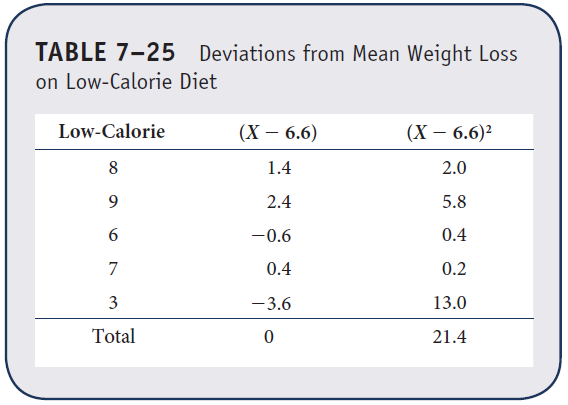 TABLE 7–25 Deviations from Mean Weight Loss
on Low-Calorie Diet
Low-Calorie (X – 6.6) (X – 6.6)²
8 1.4 2.0
9 2.4 5.8
6 –0.6 0.4
7 0.4 0.2
3 –3.6 13.0
Total 0 21.4